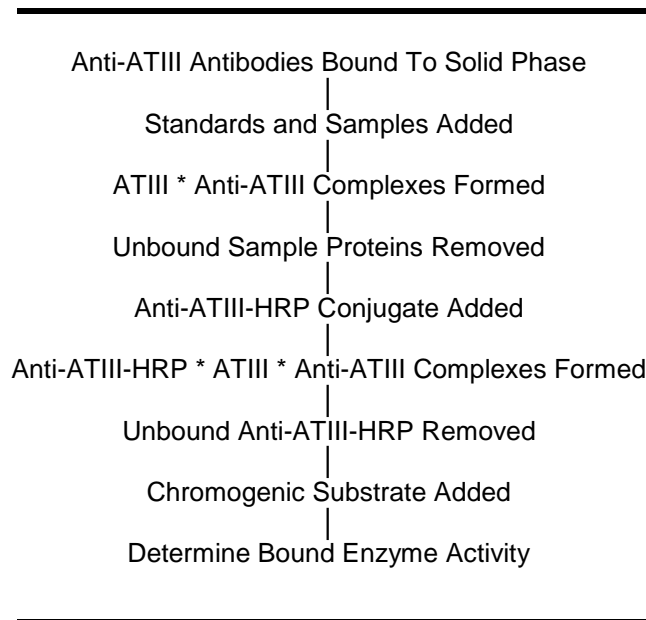 Anti-ATIII Antibodies Bound To Solid Phase
Standards and Samples Added
ATIII * Anti-ATIII Complexes Formed
Unbound Sample Proteins Removed
Anti-ATIII-HRP Conjugate Added
Anti-ATIII-HRP * ATIII * Anti-ATIII Complexes Formed
Unbound Anti-ATIII-HRP Removed
Chromogenic Substrate Added
Determine Bound Enzyme Activity